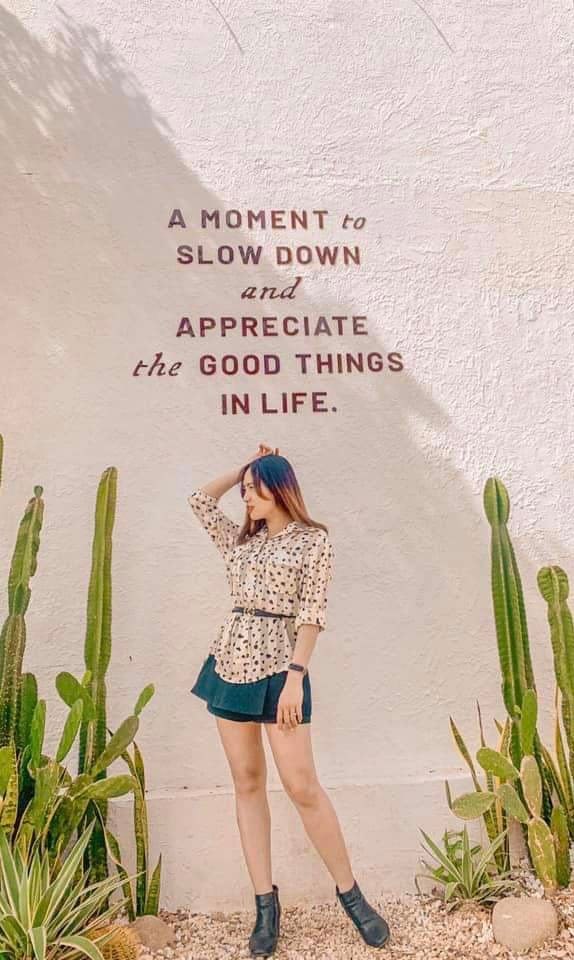 A MOMENT to
SLOW DOWN
and
APPRECIATE
the GOOD THINGS
IN LIFE.